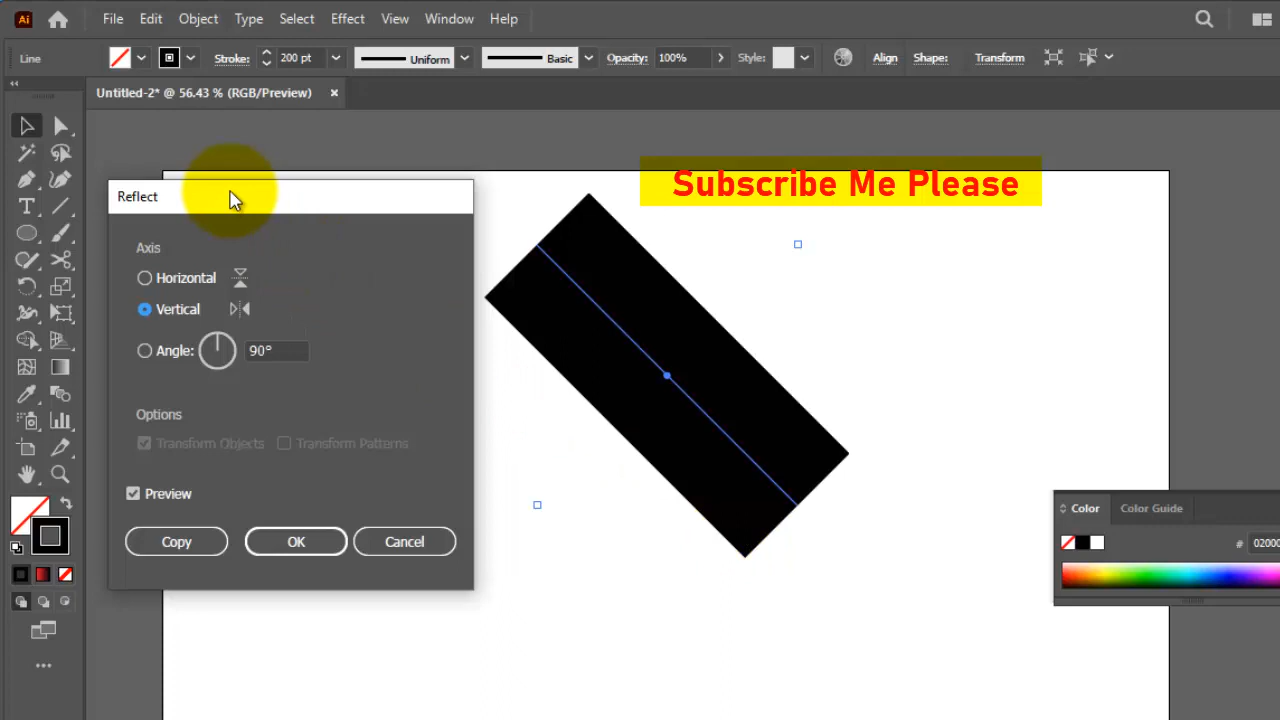 Ai File Edit Object Type Select Effect View Window Help
Line Stroke: 200 pt Uniform Basic Opacity: 100% Style: Align Shape: Transform
Untitled-2* @ 56.43 % (RGB/Preview) ×
Subscribe Me Please
Reflect
Axis
Horizontal
Vertical
Angle: 90°
Options
Transform Objects Transform Patterns
Preview
Copy OK Cancel
Color Color Guide
# 02000